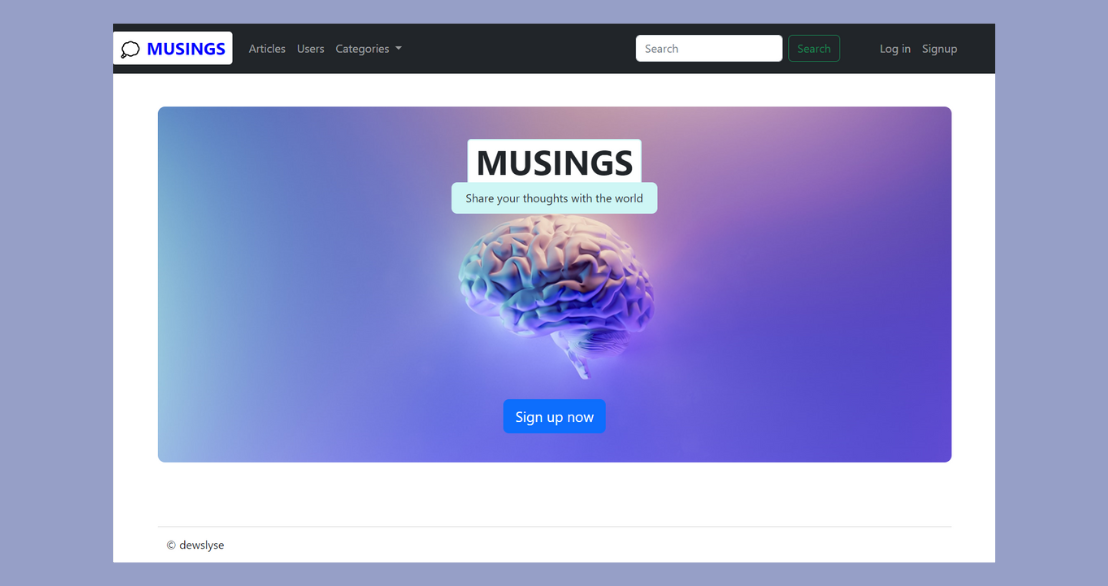 MUSINGS Articles Users Categories Search Search Log in Signup
MUSINGS
Share your thoughts with the world
Sign up now
© dewslyse